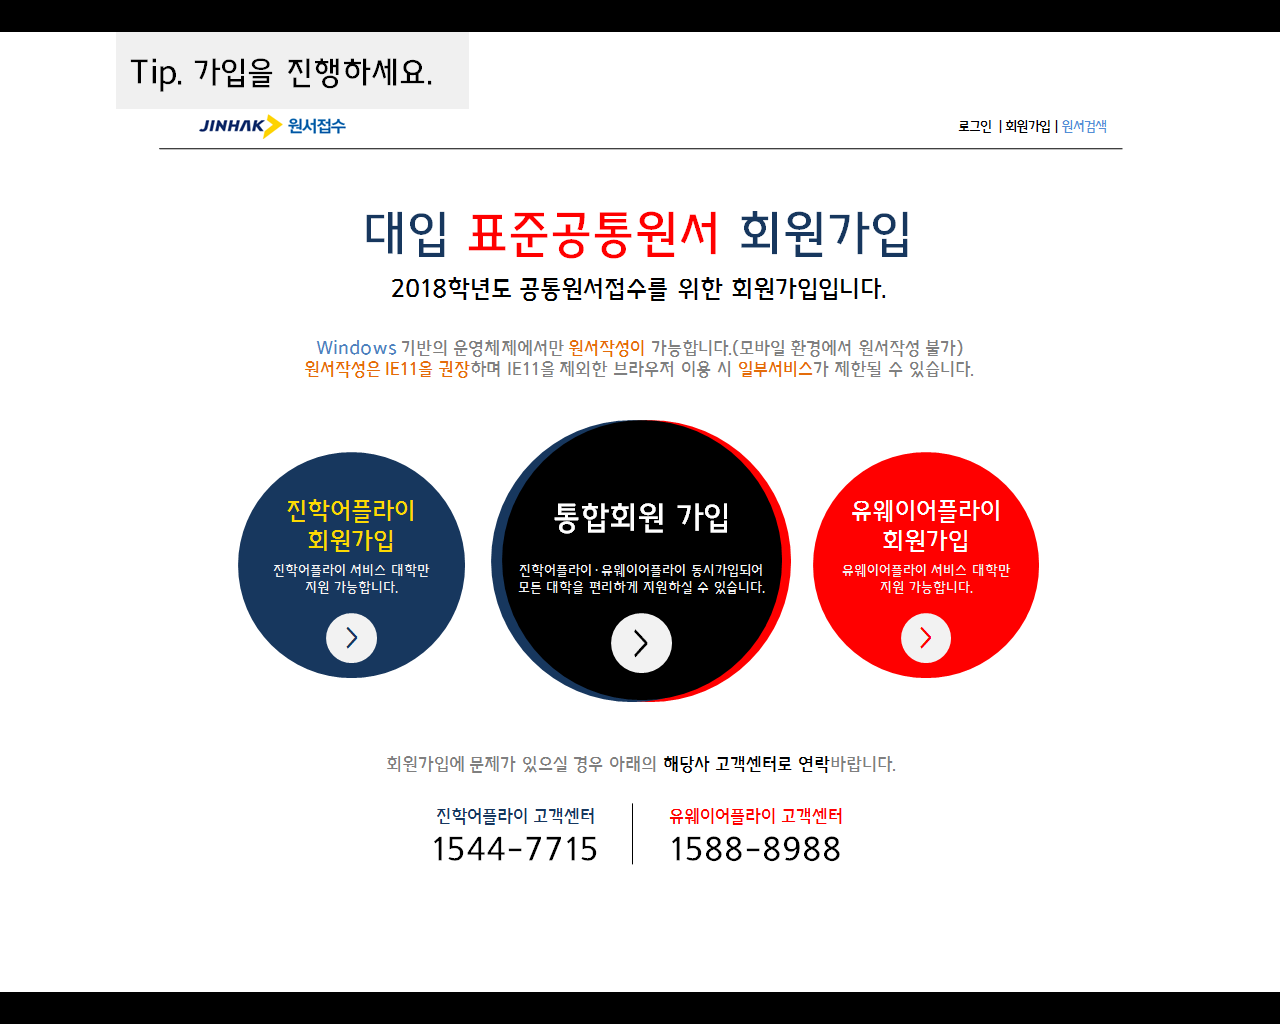 Tip. 가입을 진행하세요.
JINHAK 원서접수
로그인 | 회원가입 | 원서검색
대입 표준공통원서 회원가입
2018학년도 공통원서접수를 위한 회원가입입니다.
Windows 기반의 운영체제에서만 원서작성이 가능합니다.(모바일 환경에서 원서작성 불가)
원서작성은 IE11을 권장하며 IE11을 제외한 브라우저 이용 시 일부서비스가 제한될 수 있습니다.
진학어플라이
회원가입
진학어플라이 서비스 대학만
지원 가능합니다.
통합회원 가입
진학어플라이·유웨이어플라이 동시가입되어
모든 대학을 편리하게 지원하실 수 있습니다.
유웨이어플라이
회원가입
유웨이어플라이 서비스 대학만
지원 가능합니다.
회원가입에 문제가 있으실 경우 아래의 해당사 고객센터로 연락바랍니다.
진학어플라이 고객센터
1544-7715
유웨이어플라이 고객센터
1588-8988